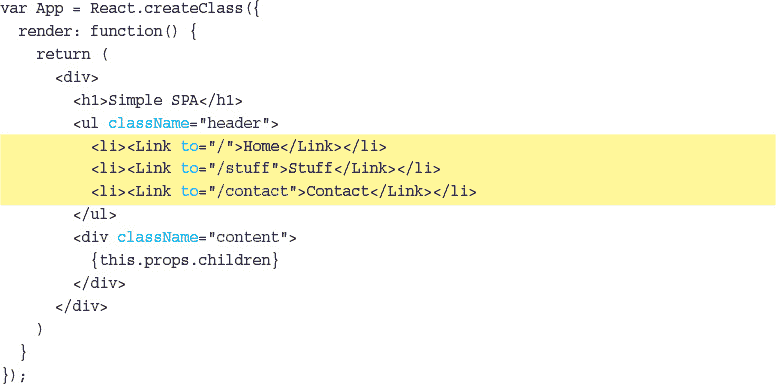 var App = React.createClass({
  render: function() {
    return (
      <div>
        <h1>Simple SPA</h1>
        <ul className="header">
          <li><Link to="/">Home</Link></li>
          <li><Link to="/stuff">Stuff</Link></li>
          <li><Link to="/contact">Contact</Link></li>
        </ul>
        <div className="content">
          {this.props.children}
        </div>
      </div>
    )
  }
});